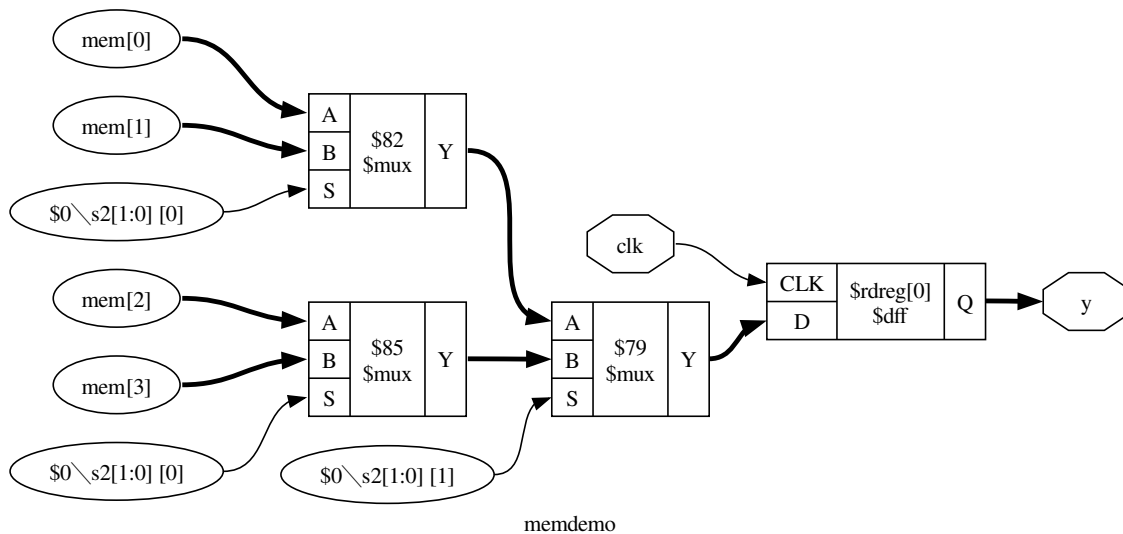 mem[0]
mem[1]
$0\s2[1:0] [0]
A
B
S
$82
$mux
Y
mem[2]
mem[3]
$0\s2[1:0] [0]
A
B
S
$85
$mux
Y
$0\s2[1:0] [1]
A
B
S
$79
$mux
Y
clk
CLK
D
$rdreg[0]
$dff
Q
y
memdemo